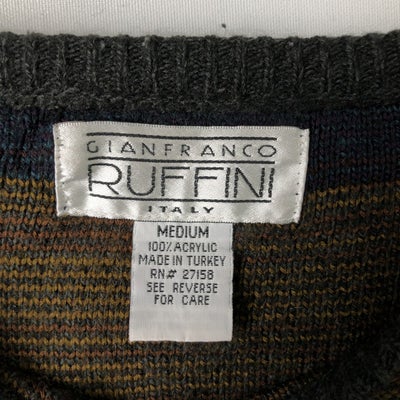 GIANFRANCO
RUFFINI
ITALY
MEDIUM
100% ACRYLIC
MADE IN TURKEY
RN# 27158
SEE REVERSE
FOR CARE